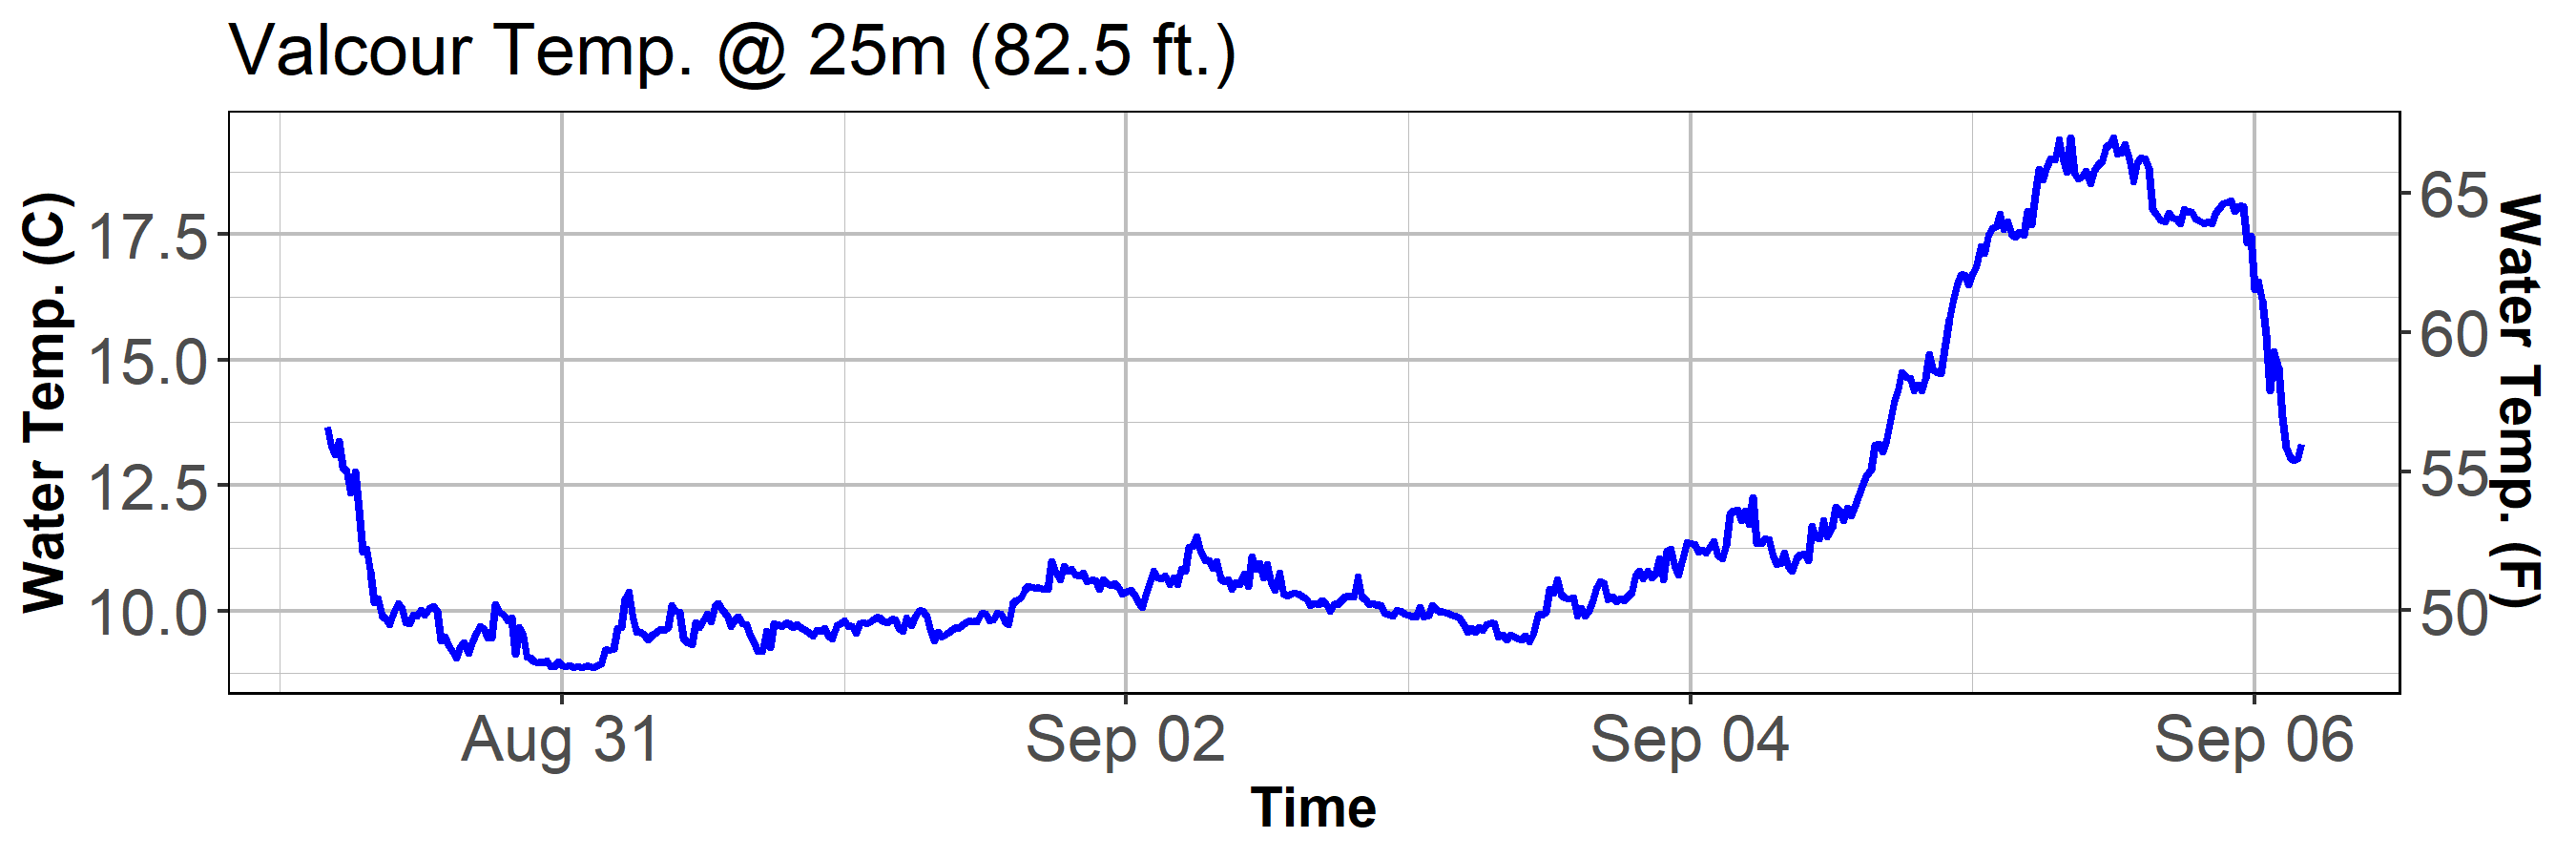 Valcour Temp. @ 25m (82.5 ft.)
Water Temp. (C)
17.5
15.0
12.5
10.0
65
60
55
50
Water Temp. (F)
Aug 31
Sep 02
Sep 04
Sep 06
Time